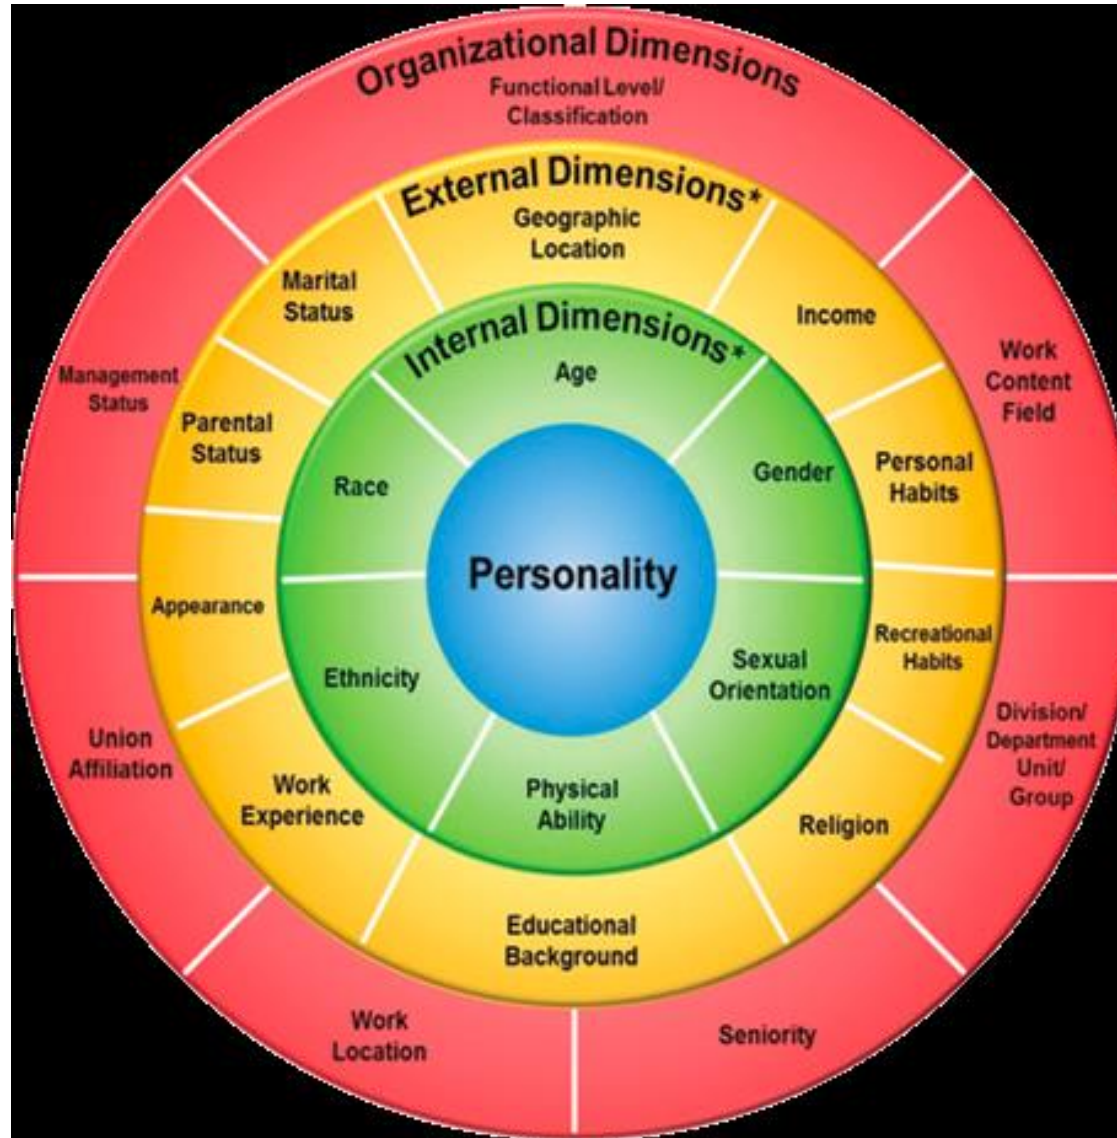 Organizational Dimensions
Functional Level/
Classification
External Dimensions*
Geographic
Location
Internal Dimensions*
Age
Marital
Status
Income
Work
Content
Field
Management
Status
Parental
Status
Race
Gender
Personal
Habits
Personality
Appearance
Ethnicity
Sexual
Orientation
Recreational
Habits
Division/
Department
Unit/
Group
Union
Affiliation
Work
Experience
Physical
Ability
Religion
Educational
Background
Work
Location
Seniority